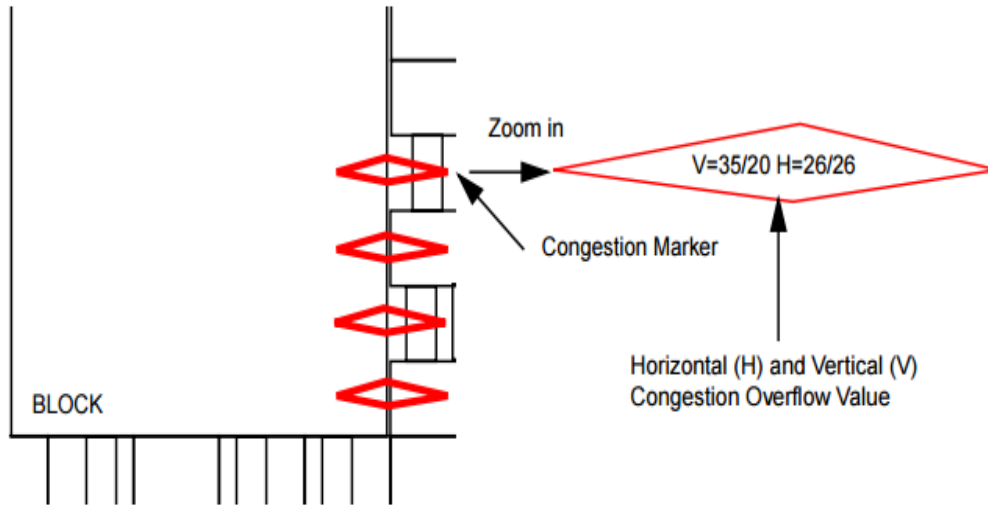 Zoom in
V=35/20 H=26/26
Congestion Marker
Horizontal (H) and Vertical (V)
Congestion Overflow Value
BLOCK